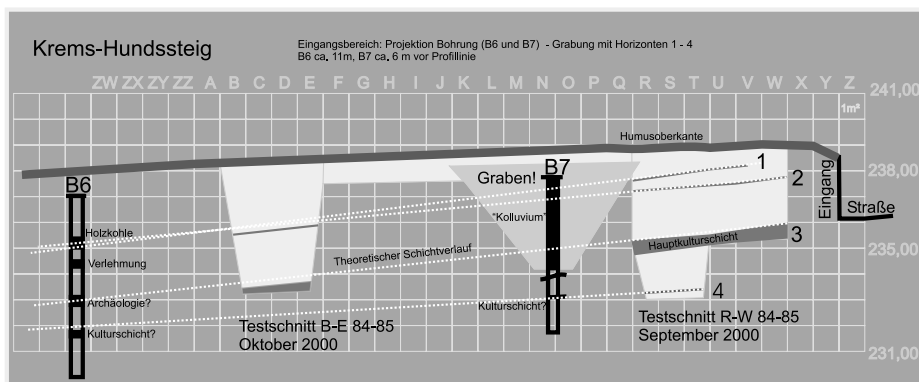 Krems-Hundssteig
Eingangsbereich: Projektion Bohrung (B6 und B7) - Grabung mit Horizonten 1 - 4
B6 ca. 11m, B7 ca. 6 m vor Profillinie
ZW ZX ZY ZZ A B C D E F G H I J K L M N O P Q R S T U V W X Y Z
241,00
1m²
Humusoberkante
B6
B7
1
238,00
Graben!
2
Eingang
Straße
"Kolluvium"
Holzkohle
3
Hauptkulturschicht
235,00
Theoretischer Schichtverlauf
Verlehmung
4
Archäologie?
Kulturschicht?
Kulturschicht?
Testschnitt B-E 84-85
Oktober 2000
Testschnitt R-W 84-85
September 2000
231,00